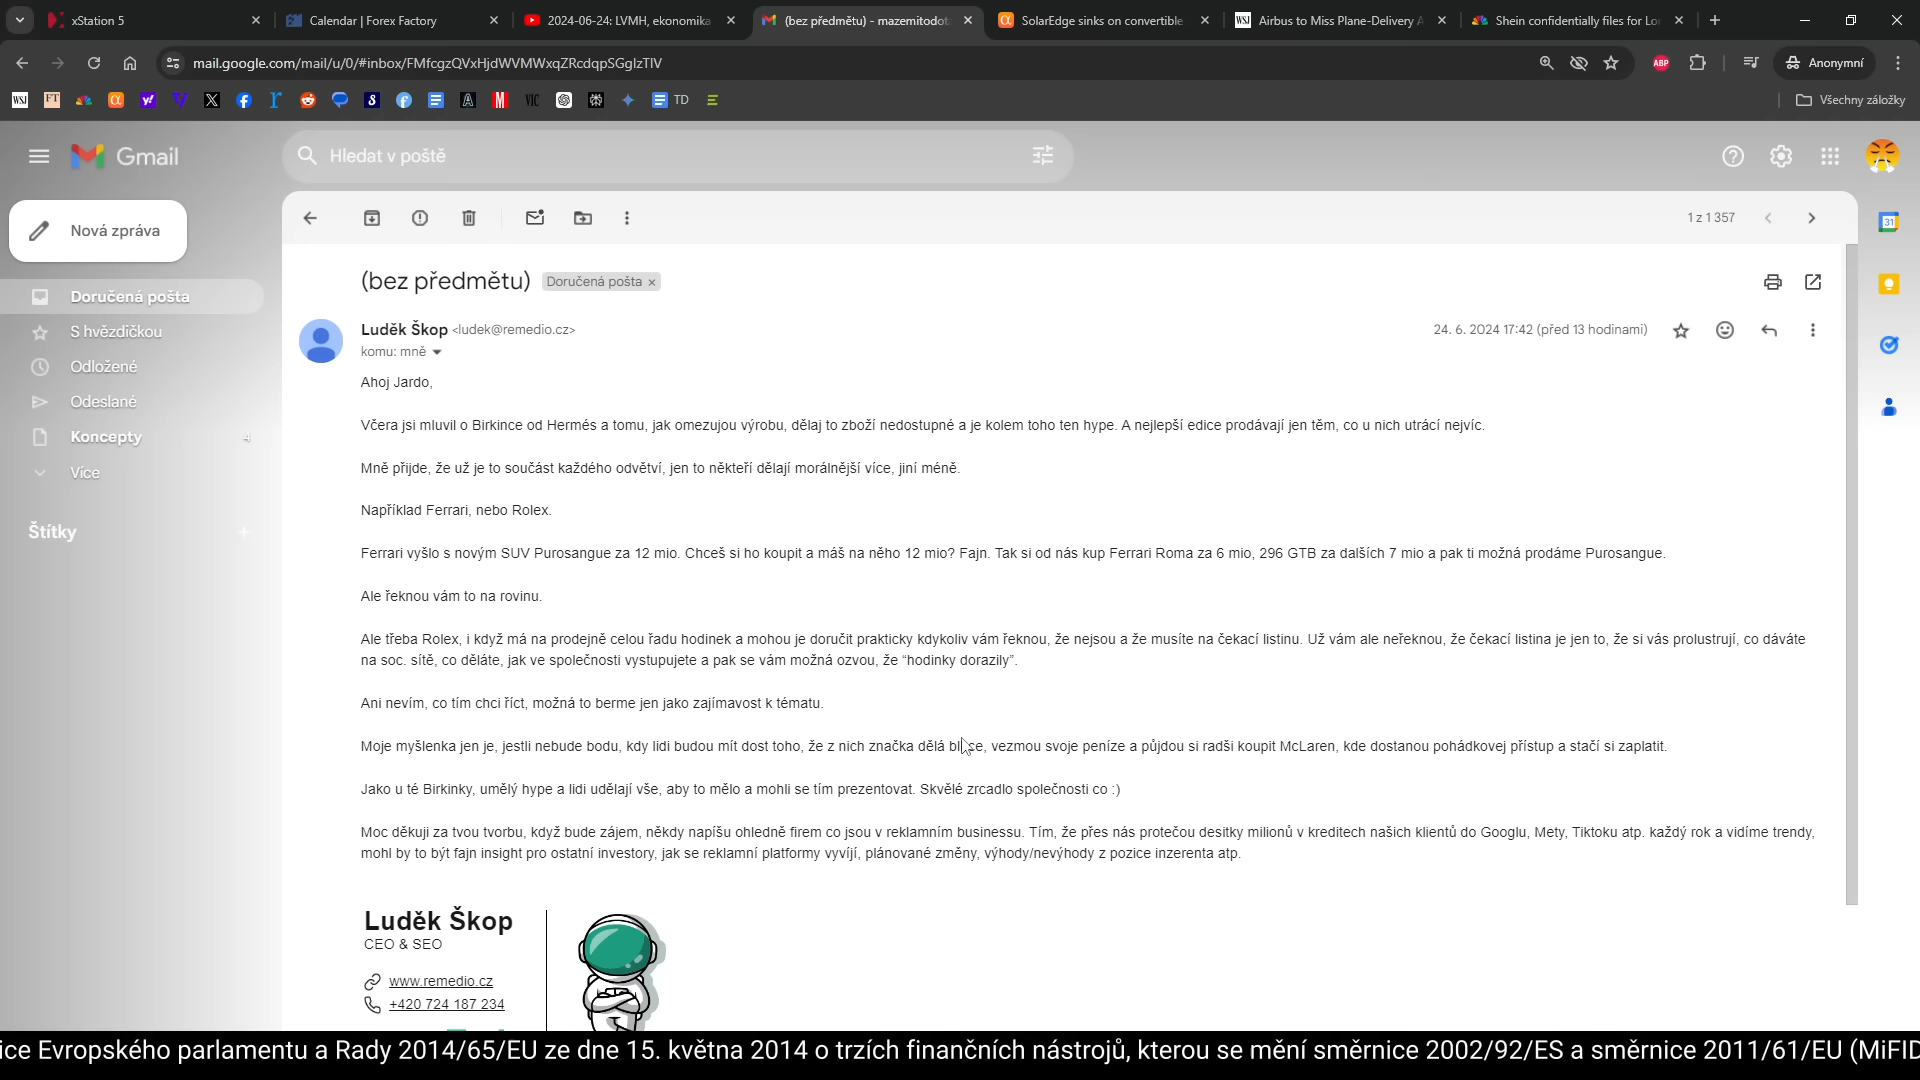 xStation 5
Calendar | Forex Factory
2024-06-24: LVMH, ekonomika
(bez předmětu) - mazemitodot
SolarEdge sinks on convertible
WSJ Airbus to Miss Plane-Delivery A
Shein confidentially files for Lon
mail.google.com/mail/u/0/#inbox/FMfcgzQVxHjdWVMWxqZRcdqpSGglzTlV
ABP
Anonymní
WSJ FT
VIC
TD
Všechny záložky
Gmail
Hledat v poště
Nová zpráva
1 z 1 357
31
(bez předmětu) Doručená pošta ×
Doručená pošta
S hvězdičkou
Odložené
Odeslané
Koncepty 4
Více
Štítky
Luděk Škop <ludek@remedio.cz>
24. 6. 2024 17:42 (před 13 hodinami)
komu: mně
Ahoj Jardo,
Včera jsi mluvil o Birkince od Hermés a tomu, jak omezujou výrobu, dělaj to zboží nedostupné a je kolem toho ten hype. A nejlepší edice prodávají jen těm, co u nich utrácí nejvíc.
Mně přijde, že už je to součást každého odvětví, jen to někteří dělají morálnější více, jiní méně.
Například Ferrari, nebo Rolex.
Ferrari vyšlo s novým SUV Purosangue za 12 mio. Chceš si ho koupit a máš na něho 12 mio? Fajn. Tak si od nás kup Ferrari Roma za 6 mio, 296 GTB za dalších 7 mio a pak ti možná prodáme Purosangue.
Ale řeknou vám to na rovinu.
Ale třeba Rolex, i když má na prodejně celou řadu hodinek a mohou je doručit prakticky kdykoliv vám řeknou, že nejsou a že musíte na čekací listinu. Už vám ale neřeknou, že čekací listina je jen to, že si vás prolustrují, co dáváte
na soc. sítě, co děláte, jak ve společnosti vystupujete a pak se vám možná ozvou, že “hodinky dorazily”.
Ani nevím, co tím chci říct, možná to berme jen jako zajímavost k tématu.
Moje myšlenka jen je, jestli nebude bodu, kdy lidi budou mít dost toho, že z nich značka dělá blbce, vezmou svoje peníze a půjdou si radši koupit McLaren, kde dostanou pohádkovej přístup a stačí si zaplatit.
Jako u té Birkinky, umělý hype a lidi udělají vše, aby to mělo a mohli se tím prezentovat. Skvělé zrcadlo společnosti co :)
Moc děkuji za tvou tvorbu, když bude zájem, někdy napíšu ohledně firem co jsou v reklamním businessu. Tím, že přes nás protečou desitky milionů v kreditech našich klientů do Googlu, Mety, Tiktoku atp. každý rok a vidíme trendy,
mohl by to být fajn insight pro ostatní investory, jak se reklamní platformy vyvíjí, plánované změny, výhody/nevýhody z pozice inzerenta atp.
Luděk Škop
CEO & SEO
www.remedio.cz
+420 724 187 234
ice Evropského parlamentu a Rady 2014/65/EU ze dne 15. května 2014 o trzích finančních nástrojů, kterou se mění směrnice 2002/92/ES a směrnice 2011/61/EU (MiFID